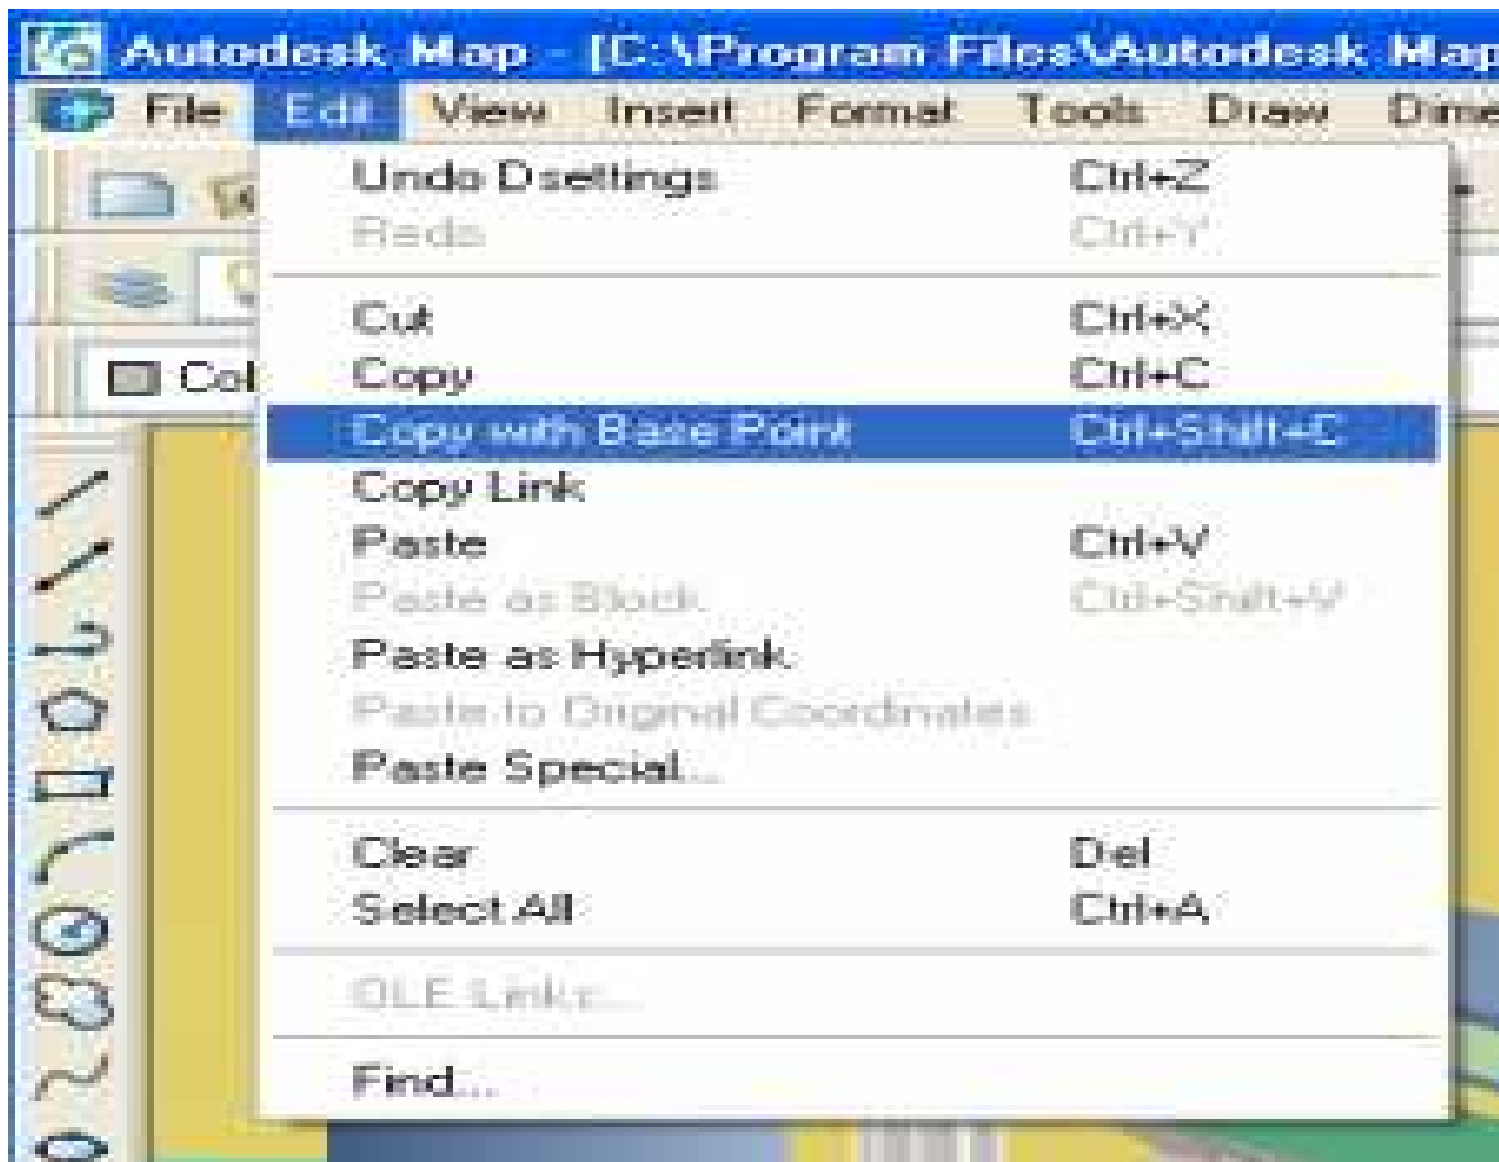 Autodesk Map - [C:\Program Files\Autodesk Map
File Edit View Insert Format Tools Draw Dime
Undo Dsettings Ctrl+Z
Redo Ctrl+Y
Cut Ctrl+X
Copy Ctrl+C
Col
Copy with Base Point Ctrl+Shift+C
Copy Link
Paste Ctrl+V
Paste as Block Ctrl+Shift+V
Paste as Hyperlink
Paste to Original Coordinates
Paste Special...
Clear Del
Select All Ctrl+A
OLE Links...
Find...